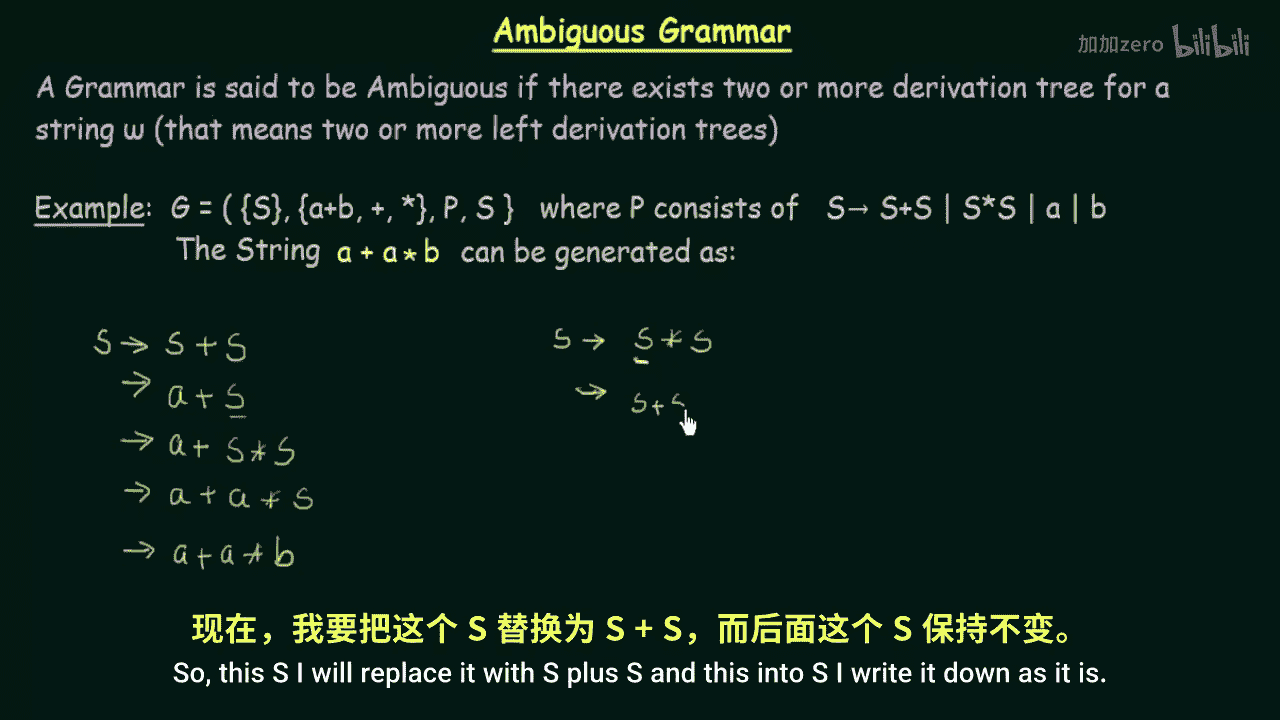 Ambiguous Grammar
加加zero bilibili
A Grammar is said to be Ambiguous if there exists two or more derivation tree for a
string w (that means two or more left derivation trees)
Example: G = ( {S}, {a+b, +, *}, P, S } where P consists of S→ S+S | S*S | a | b
The String a + a * b can be generated as:
S → S + S
→ a + S
→ a + S * S
→ a + a * S
→ a + a * b
S → S * S
→ S + S
现在，我要把这个 S 替换为 S + S，而后面这个 S 保持不变。
So, this S I will replace it with S plus S and this into S I write it down as it is.